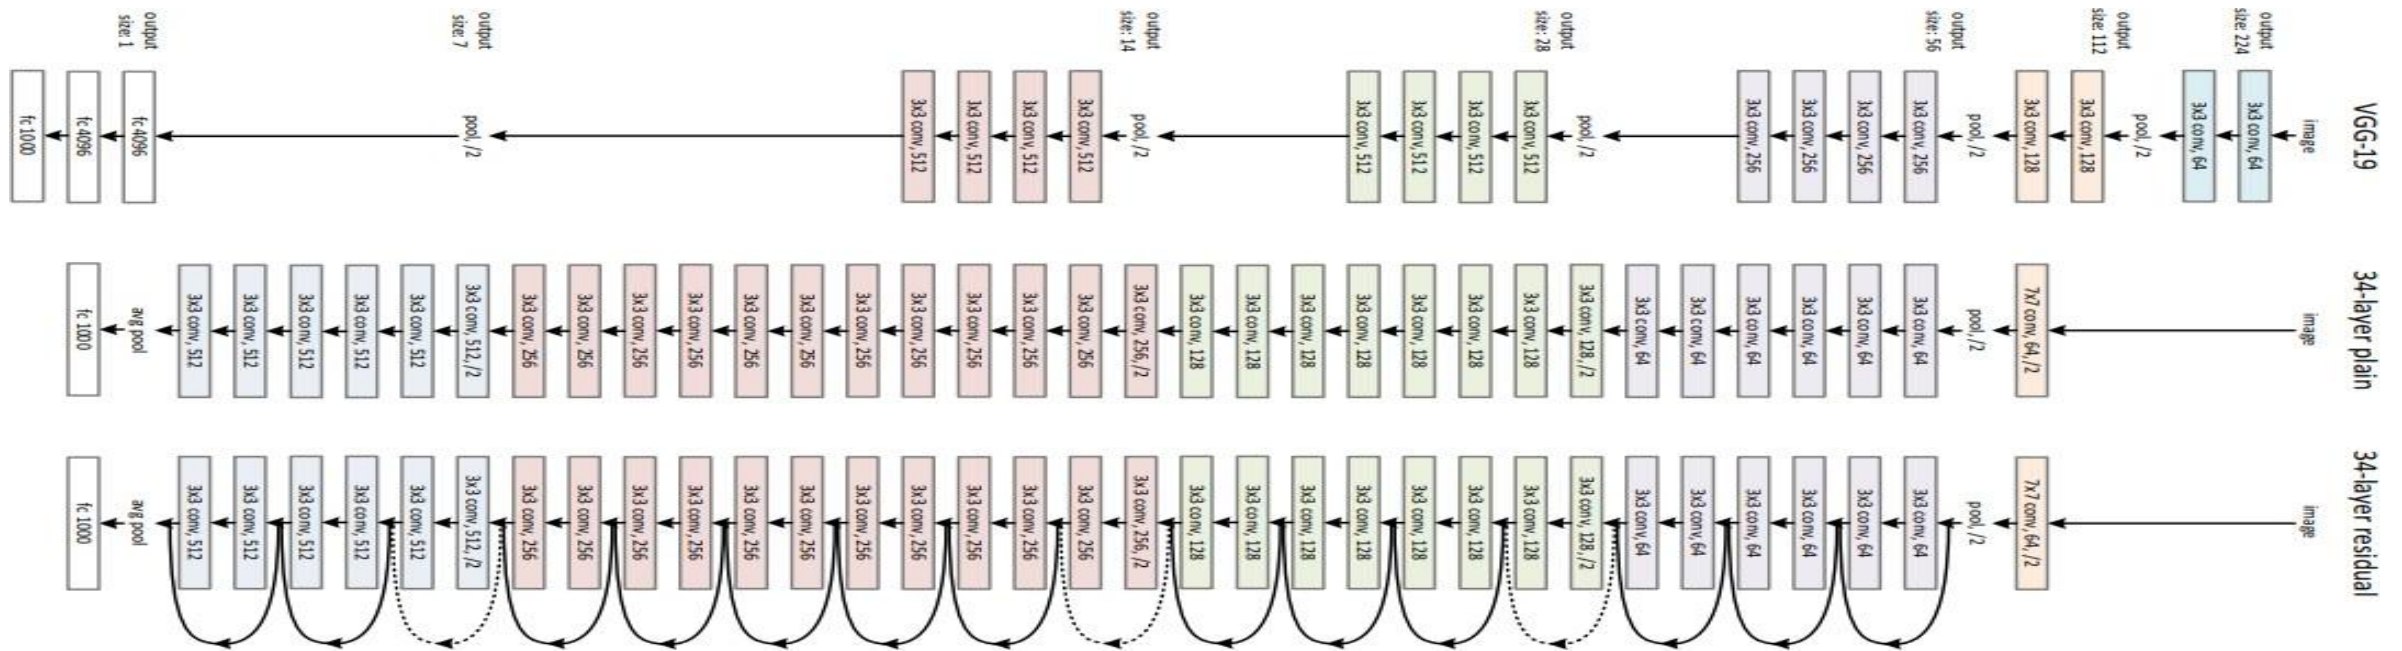 VGG-19
output
size: 224
output
size: 112
output
size: 56
output
size: 28
output
size: 14
output
size: 7
output
size: 1
image
3x3 conv, 64
3x3 conv, 64
pool, /2
3x3 conv, 128
3x3 conv, 128
pool, /2
3x3 conv, 256
3x3 conv, 256
3x3 conv, 256
3x3 conv, 256
pool, /2
3x3 conv, 512
3x3 conv, 512
3x3 conv, 512
3x3 conv, 512
pool, /2
3x3 conv, 512
3x3 conv, 512
3x3 conv, 512
3x3 conv, 512
pool, /2
fc 4096
fc 4096
fc 1000
34-layer plain
image
7x7 conv, 64, /2
pool, /2
3x3 conv, 64
3x3 conv, 64
3x3 conv, 64
3x3 conv, 64
3x3 conv, 64
3x3 conv, 64
3x3 conv, 128, /2
3x3 conv, 128
3x3 conv, 128
3x3 conv, 128
3x3 conv, 128
3x3 conv, 128
3x3 conv, 128
3x3 conv, 128
3x3 conv, 256, /2
3x3 conv, 256
3x3 conv, 256
3x3 conv, 256
3x3 conv, 256
3x3 conv, 256
3x3 conv, 256
3x3 conv, 256
3x3 conv, 256
3x3 conv, 256
3x3 conv, 256
3x3 conv, 256
3x3 conv, 512, /2
3x3 conv, 512
3x3 conv, 512
3x3 conv, 512
3x3 conv, 512
3x3 conv, 512
avg pool
fc 1000
34-layer residual
image
7x7 conv, 64, /2
pool, /2
3x3 conv, 64
3x3 conv, 64
3x3 conv, 64
3x3 conv, 64
3x3 conv, 64
3x3 conv, 64
3x3 conv, 128, /2
3x3 conv, 128
3x3 conv, 128
3x3 conv, 128
3x3 conv, 128
3x3 conv, 128
3x3 conv, 128
3x3 conv, 128
3x3 conv, 256, /2
3x3 conv, 256
3x3 conv, 256
3x3 conv, 256
3x3 conv, 256
3x3 conv, 256
3x3 conv, 256
3x3 conv, 256
3x3 conv, 256
3x3 conv, 256
3x3 conv, 256
3x3 conv, 256
3x3 conv, 512, /2
3x3 conv, 512
3x3 conv, 512
3x3 conv, 512
3x3 conv, 512
3x3 conv, 512
avg pool
fc 1000